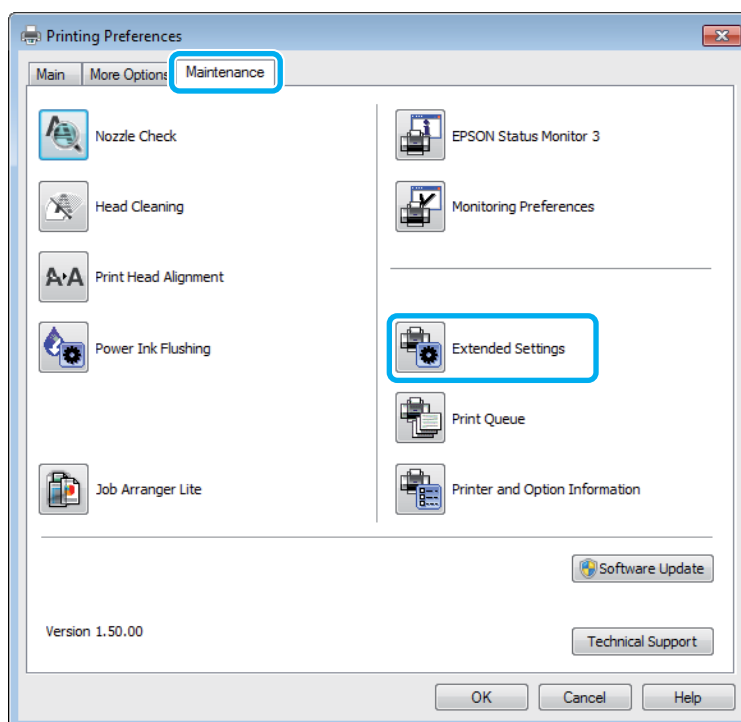 Printing Preferences
Main
More Options
Maintenance
Nozzle Check
EPSON Status Monitor 3
Head Cleaning
Monitoring Preferences
Print Head Alignment
Power Ink Flushing
Extended Settings
Print Queue
Job Arranger Lite
Printer and Option Information
Software Update
Version 1.50.00
Technical Support
OK
Cancel
Help